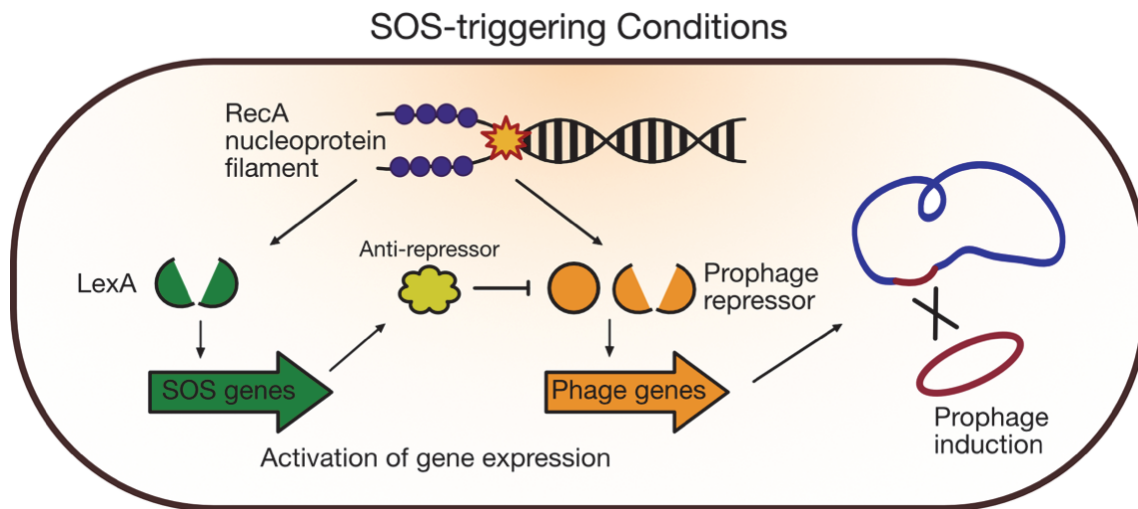 SOS-triggering Conditions
RecA
nucleoprotein
filament
Anti-repressor
LexA
Prophage
repressor
SOS genes
Phage genes
Prophage
induction
Activation of gene expression